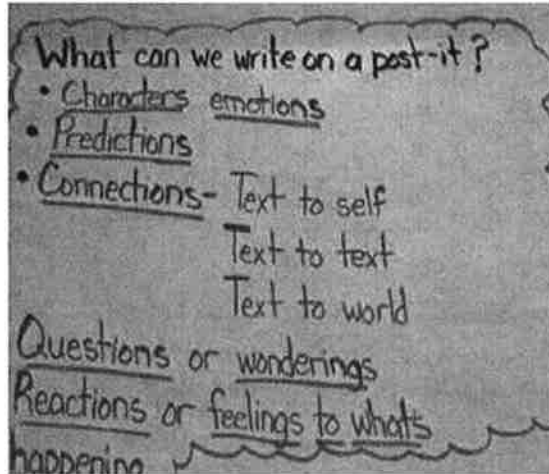 What can we write on a post-it?
• Characters emotions
• Predictions
• Connections- Text to self
Text to text
Text to world
Questions or wonderings
Reactions or feelings to whats
happening